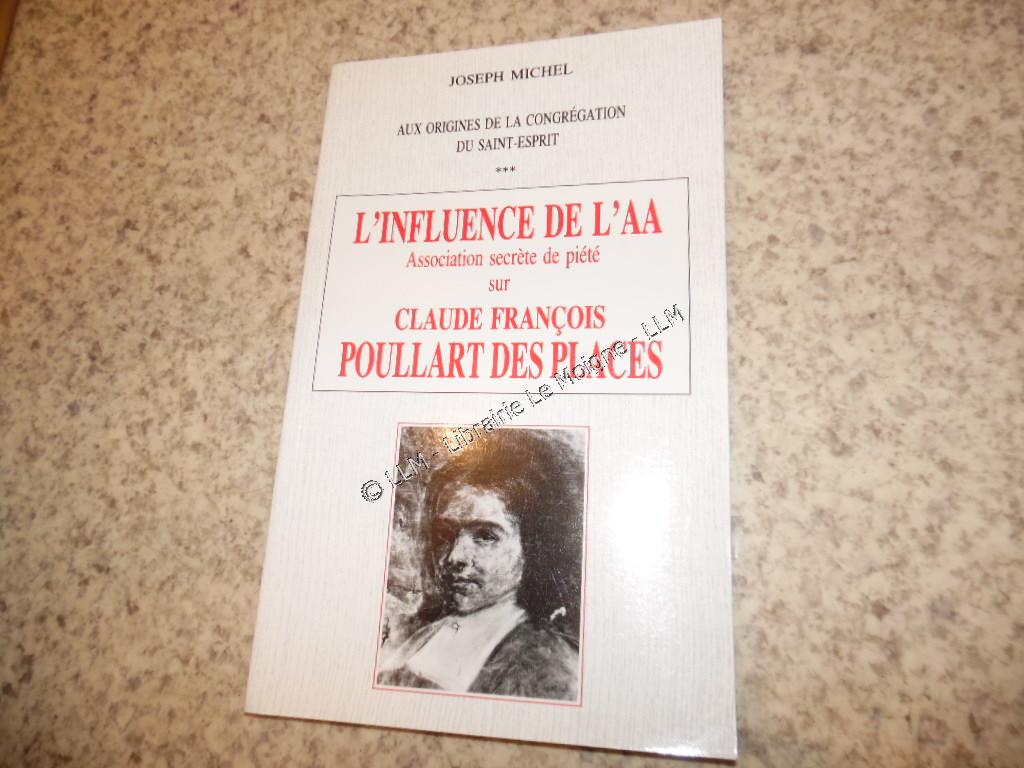 JOSEPH MICHEL
AUX ORIGINES DE LA CONGRÉGATION
DU SAINT-ESPRIT
***
L'INFLUENCE DE L'AA
Association secrète de piété
sur
CLAUDE FRANÇOIS
POULLART DES PLACES
© LLM - Librairie Le Moigne - LLM